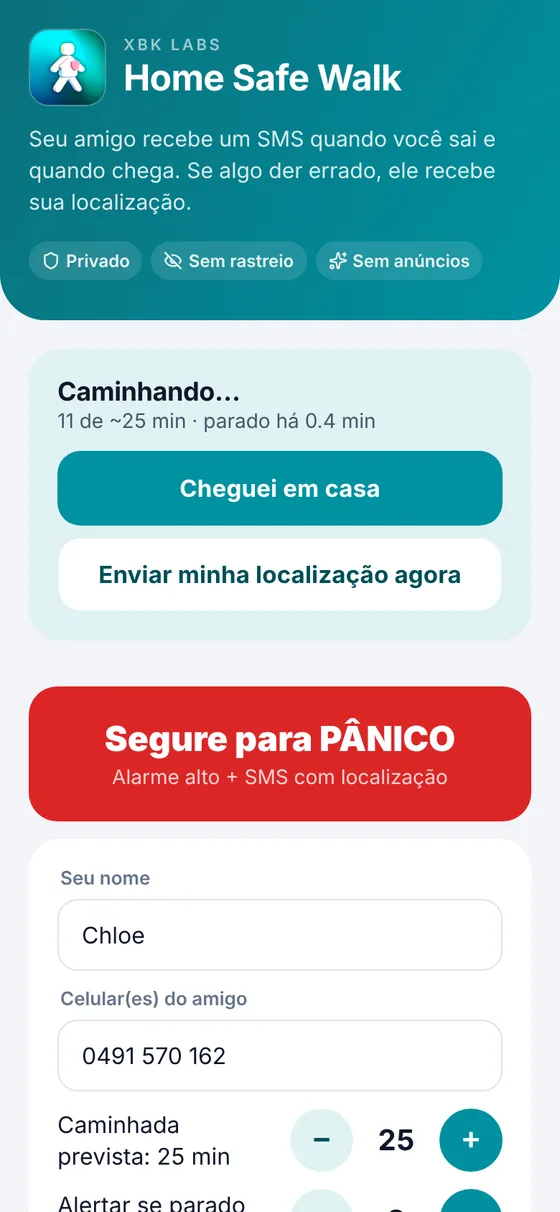 XBK LABS
Home Safe Walk
Seu amigo recebe um SMS quando você sai e
quando chega. Se algo der errado, ele recebe
sua localização.
Privado
Sem rastreio
Sem anúncios
Caminhando...
11 de ~25 min · parado há 0.4 min
Cheguei em casa
Enviar minha localização agora
Segure para PÂNICO
Alarme alto + SMS com localização
Seu nome
Chloe
Celular(es) do amigo
0491 570 162
Caminhada
prevista: 25 min
− 25 +
Alertar se parado